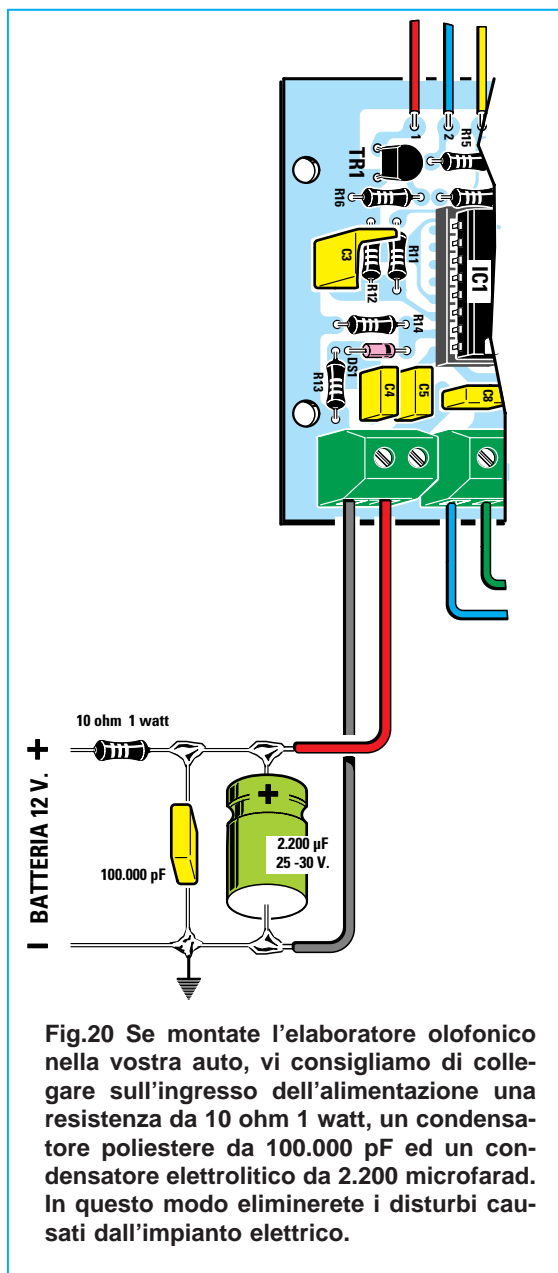 1
2
R15
TR1
R16
C3
R11
R12
IC1
R14
DS1
R13
C4
C5
C8
10 ohm 1 watt
+
BATTERIA 12 V.
+
2.200 µF
25 -30 V.
100.000 pF
Fig.20 Se montate l'elaboratore olofonico
nella vostra auto, vi consigliamo di colle-
gare sull'ingresso dell'alimentazione una
resistenza da 10 ohm 1 watt, un condensa-
tore poliestere da 100.000 pF ed un con-
densatore elettrolitico da 2.200 microfarad.
In questo modo eliminerete i disturbi cau-
sati dall'impianto elettrico.